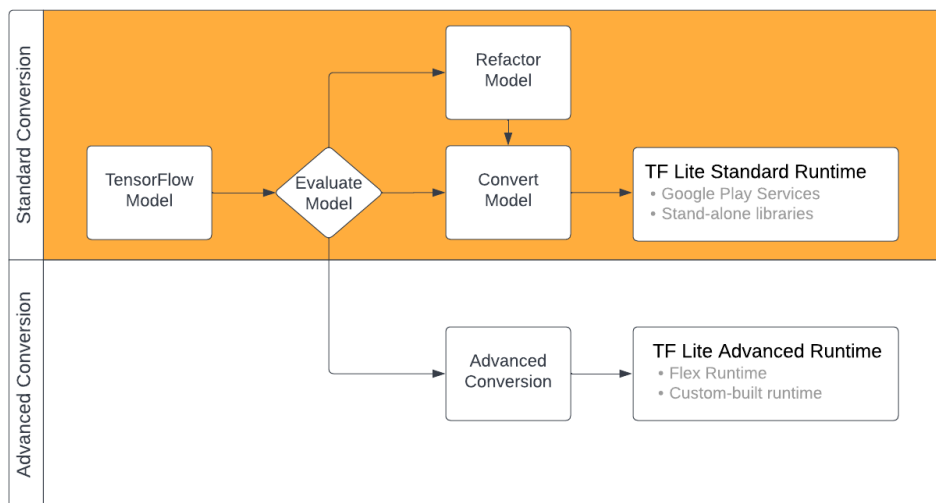 Standard Conversion
Refactor
Model
TensorFlow
Model
Evaluate
Model
Convert
Model
TF Lite Standard Runtime
• Google Play Services
• Stand-alone libraries
Advanced Conversion
Advanced
Conversion
TF Lite Advanced Runtime
• Flex Runtime
• Custom-built runtime